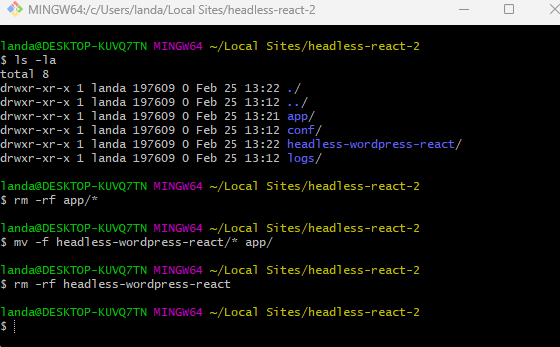 MINGW64:/c/Users/landa/Local Sites/headless-react-2
landa@DESKTOP-KUVQ7TN MINGW64 ~/Local Sites/headless-react-2
$ ls -la
total 8
drwxr-xr-x 1 landa 197609 0 Feb 25 13:22 ./
drwxr-xr-x 1 landa 197609 0 Feb 25 13:12 ../
drwxr-xr-x 1 landa 197609 0 Feb 25 13:21 app/
drwxr-xr-x 1 landa 197609 0 Feb 25 13:12 conf/
drwxr-xr-x 1 landa 197609 0 Feb 25 13:22 headless-wordpress-react/
drwxr-xr-x 1 landa 197609 0 Feb 25 13:12 logs/
landa@DESKTOP-KUVQ7TN MINGW64 ~/Local Sites/headless-react-2
$ rm -rf app/*
landa@DESKTOP-KUVQ7TN MINGW64 ~/Local Sites/headless-react-2
$ mv -f headless-wordpress-react/* app/
landa@DESKTOP-KUVQ7TN MINGW64 ~/Local Sites/headless-react-2
$ rm -rf headless-wordpress-react
landa@DESKTOP-KUVQ7TN MINGW64 ~/Local Sites/headless-react-2
$